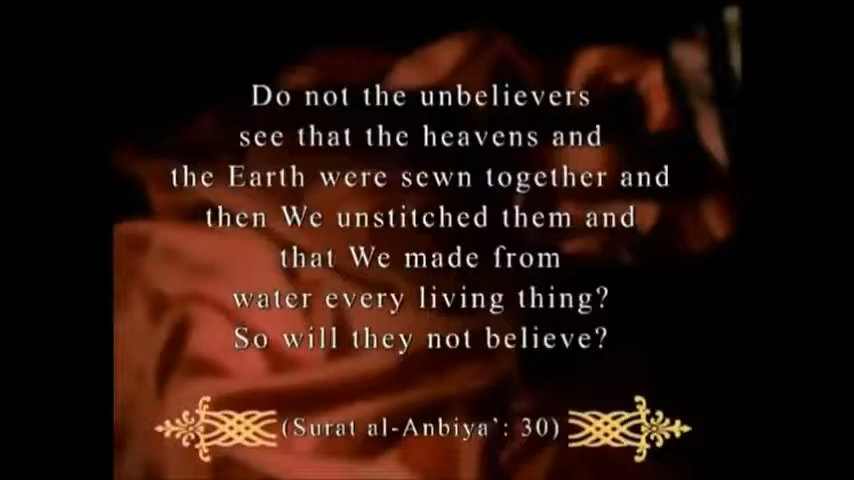 Do not the unbelievers
see that the heavens and
the Earth were sewn together and
then We unstitched them and
that We made from
water every living thing?
So will they not believe?
(Surat al-Anbiya’: 30)